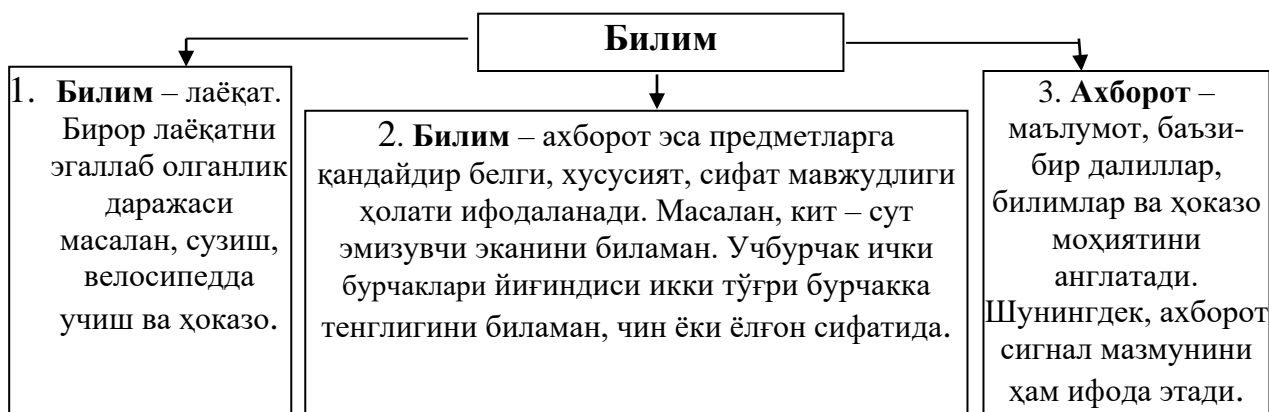 Билим
1. Билим – лаёқат.
Бирор лаёқатни
эгаллаб олганлик
даражаси
масалан, сузиш,
велосипедда
учиш ва ҳоказо.
2. Билим – ахборот эса предметларга
қандайдир белги, хусусият, сифат мавжудлиги
ҳолати ифодаланади. Масалан, кит – сут
эмизувчи эканини биламан. Учбурчак ички
бурчаклари йиғиндиси икки тўғри бурчакка
тенглигини биламан, чин ёки ёлғон сифатида.
3. Ахборот –
маълумот, баъзи-
бир далиллар,
билимлар ва ҳоказо
моҳиятини
англатади.
Шунингдек, ахборот
сигнал мазмунини
ҳам ифода этади.